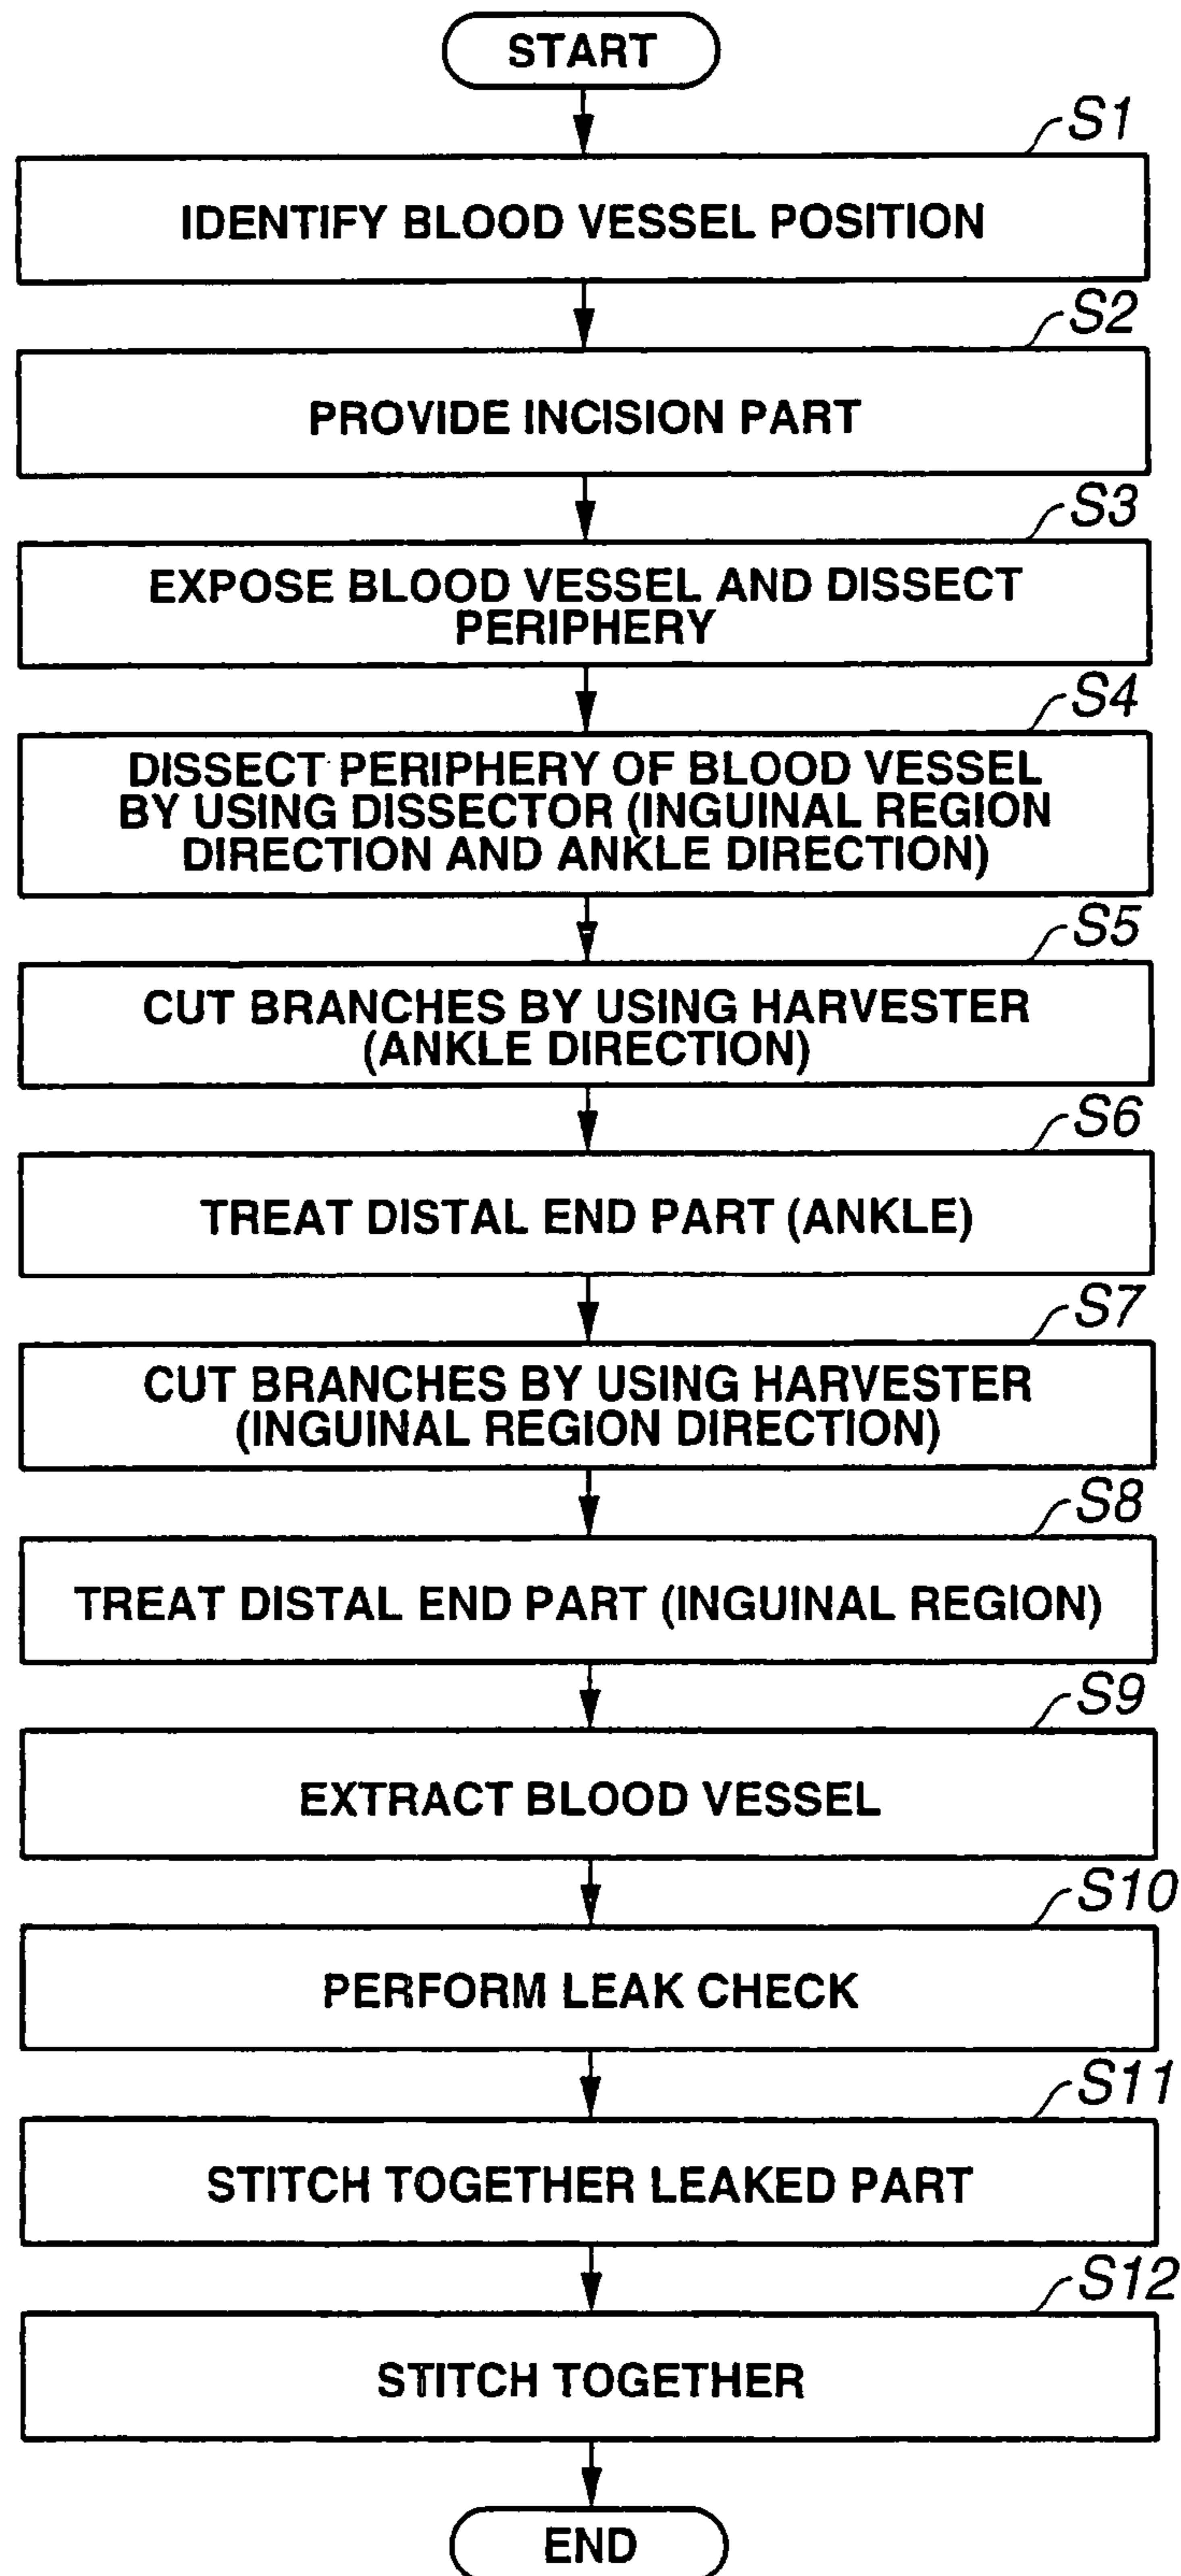 START
S1
IDENTIFY BLOOD VESSEL POSITION
S2
PROVIDE INCISION PART
S3
EXPOSE BLOOD VESSEL AND DISSECT
PERIPHERY
S4
DISSECT PERIPHERY OF BLOOD VESSEL
BY USING DISSECTOR (INGUINAL REGION
DIRECTION AND ANKLE DIRECTION)
S5
CUT BRANCHES BY USING HARVESTER
(ANKLE DIRECTION)
S6
TREAT DISTAL END PART (ANKLE)
S7
CUT BRANCHES BY USING HARVESTER
(INGUINAL REGION DIRECTION)
S8
TREAT DISTAL END PART (INGUINAL REGION)
S9
EXTRACT BLOOD VESSEL
S10
PERFORM LEAK CHECK
S11
STITCH TOGETHER LEAKED PART
S12
STITCH TOGETHER
END